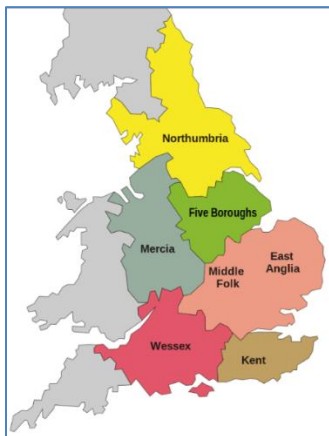 Northumbria
Five Boroughs
Mercia
East
Anglia
Middle
Folk
Wessex
Kent